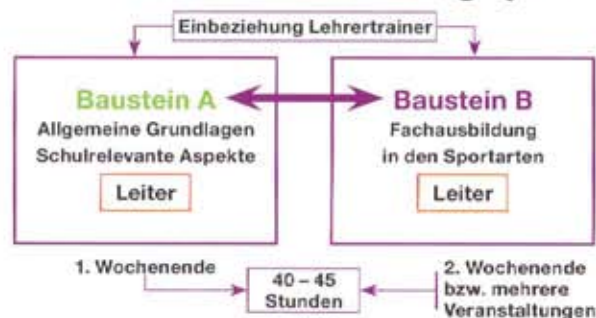 Einbeziehung Lehrertrainer
Baustein A
Allgemeine Grundlagen
Schulrelevante Aspekte
Leiter
Baustein B
Fachausbildung
in den Sportarten
Leiter
1. Wochenende
40 – 45
Stunden
2. Wochenende
bzw. mehrere
Veranstaltungen